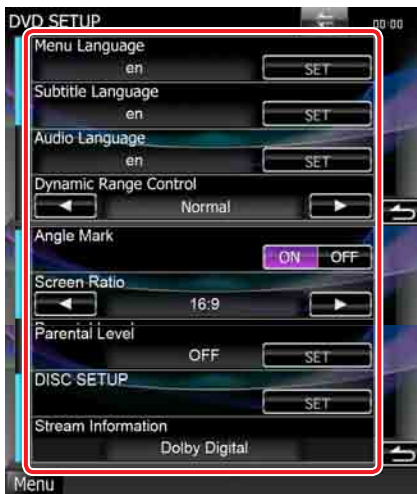 DVD SETUP 00:00
Menu Language
en SET
Subtitle Language
en SET
Audio Language
en SET
Dynamic Range Control
Normal
Angle Mark
ON OFF
Screen Ratio
16:9
Parental Level
OFF SET
DISC SETUP
SET
Stream Information
Dolby Digital
Menu